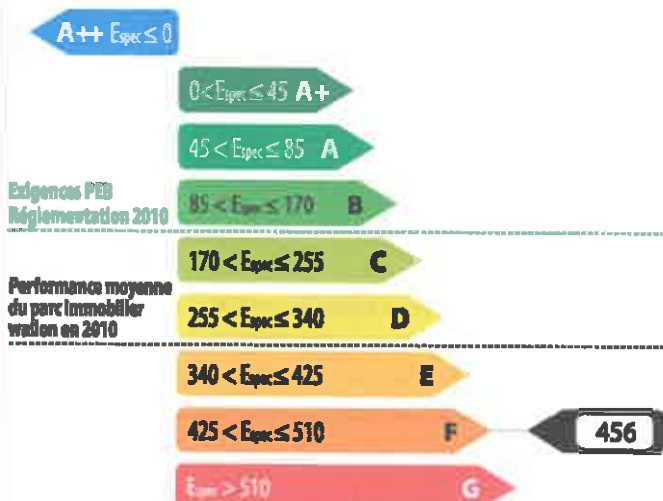 A++ Espec ≤ 0
0 < Espec ≤ 45 A+
45 < Espec ≤ 85 A
Exigences PEB
Réglementation 2010
85 < Espec ≤ 170 B
170 < Espec ≤ 255 C
Performance moyenne
du parc immobilier
wallon en 2010
255 < Espec ≤ 340 D
340 < Espec ≤ 425 E
425 < Espec ≤ 510 F
456
Espec > 510 G